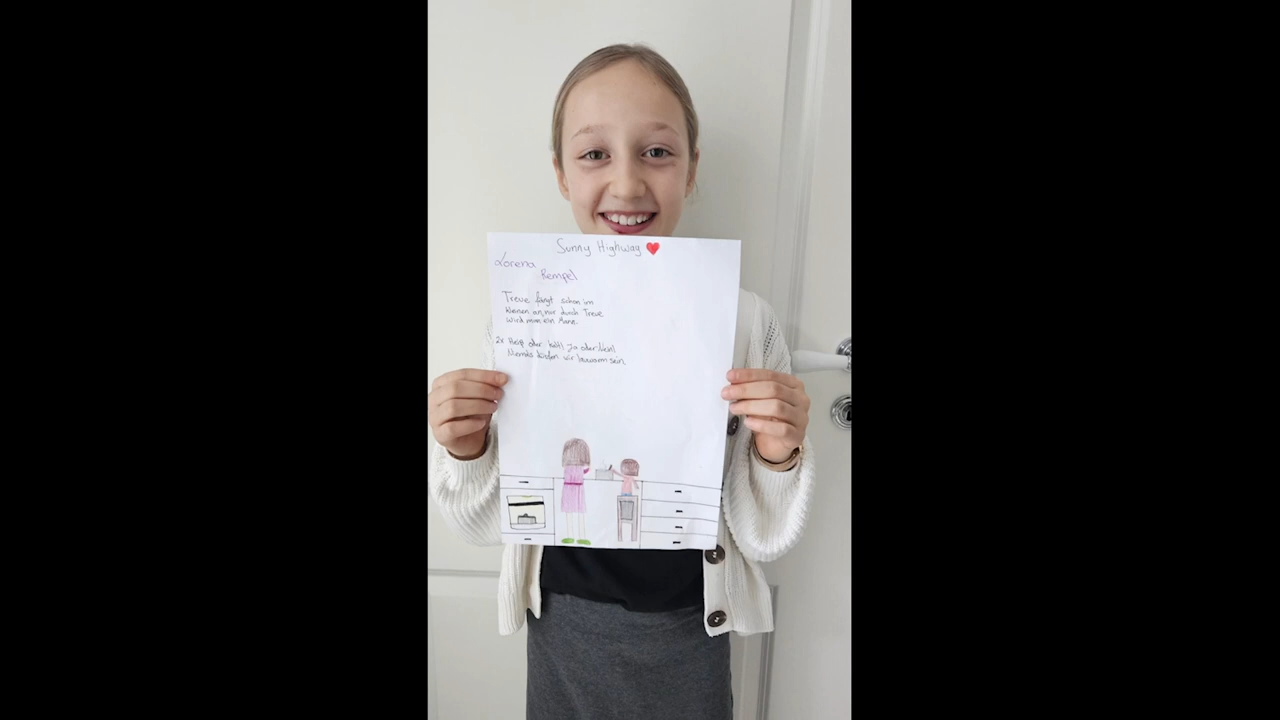 Sunny Highway
Lorena
Rempel
Treue fängt schon im
kleinen an, nur durch Treue
wird man ein Mann.
2x Heiß oder kalt! Ja oder Nein!
Niemals dürfen wir lauwarm sein